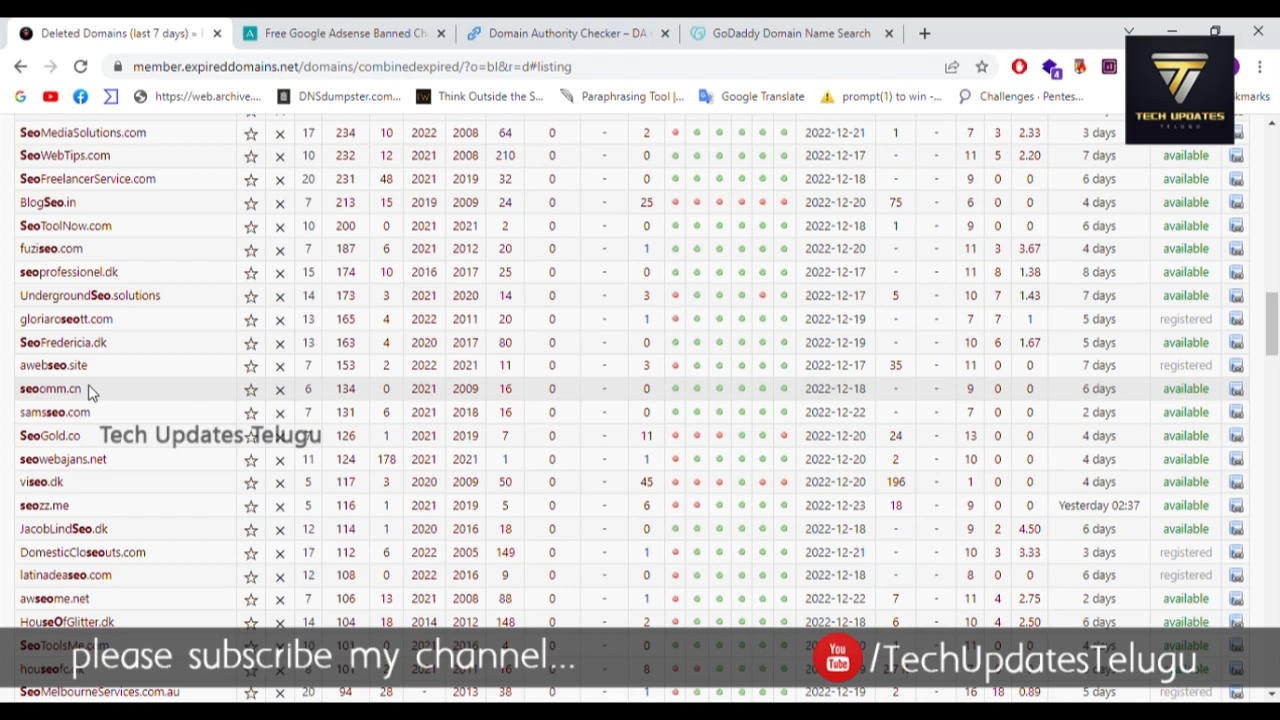 Deleted Domains (last 7 days) » E
Free Google Adsense Banned Ch
Domain Authority Checker – DA
GoDaddy Domain Name Search
member.expireddomains.net/domains/combinedexpired/?o=bl&r=d#listing
https://web.archive....
DNSdumpster.com...
Think Outside the S...
Paraphrasing Tool |...
Google Translate
prompt(1) to win -...
Challenges · Pentes...
okmarks
TECH UPDATES
TELUGU
SeoMediaSolutions.com 17 234 10 2022 2008 64 0 - 2 2022-12-21 1 - 7 3 2.33 3 days
SeoWebTips.com 10 232 12 2021 2008 210 0 - 0 2022-12-17 - - 11 5 2.20 7 days available
SeoFreelancerService.com 20 231 48 2021 2019 32 0 - 0 2022-12-18 - - 9 0 0 6 days available
BlogSeo.in 7 213 15 2019 2009 24 0 - 25 2022-12-20 75 - 6 0 0 4 days available
SeoToolNow.com 10 200 0 2021 2021 2 0 - 0 2022-12-18 1 - 9 0 0 6 days available
fuziseo.com 7 187 6 2021 2012 20 0 - 1 2022-12-20 - - 11 3 3.67 4 days available
seoprofessionel.dk 15 174 10 2016 2017 25 0 - 0 2022-12-17 - - 11 8 1.38 8 days available
UndergroundSeo.solutions 14 173 3 2021 2020 14 0 - 3 2022-12-17 5 - 10 7 1.43 7 days available
gloriaroseott.com 13 165 4 2022 2011 20 0 - 1 2022-12-19 - - 7 7 1 5 days registered
SeoFredericia.dk 13 163 4 2020 2017 80 0 - 0 2022-12-19 - - 10 6 1.67 5 days available
awebseo.site 7 153 2 2022 2021 11 0 - 3 2022-12-17 35 - 11 0 0 7 days registered
seoomm.cn 6 134 0 2021 2009 16 0 - 0 2022-12-18 - - 9 0 0 6 days available
samsseo.com 7 131 6 2021 2018 16 0 - 0 2022-12-22 - - 7 0 0 2 days available
SeoGold.co 126 1 2021 2019 7 0 - 11 2022-12-20 24 - 13 0 0 4 days available
Tech Updates Telugu
seowebajans.net 11 124 178 2021 2021 1 0 - 1 2022-12-20 2 - 10 0 0 4 days available
viseo.dk 5 117 3 2020 2009 50 0 - 45 2022-12-20 196 - 1 0 0 4 days available
seozz.me 5 116 1 2021 2019 5 0 - 6 2022-12-23 18 - 9 0 0 Yesterday 02:37 available
JacobLindSeo.dk 12 114 1 2020 2016 18 0 - 0 2022-12-18 - - 9 2 4.50 6 days available
DomesticCloseouts.com 17 112 6 2022 2005 149 0 - 1 2022-12-21 - - 10 3 3.33 3 days registered
latinadeaseo.com 12 108 0 2022 2016 9 0 - 0 2022-12-18 - - 8 0 0 6 days registered
awseome.net 7 106 13 2021 2008 88 0 - 1 2022-12-22 7 - 11 4 2.75 2 days available
HouseOfGlitter.dk 14 104 18 2014 2012 148 0 - 2 2022-12-18 6 - 10 4 2.50 6 days available
SeoToolsMe.com
please subscribe my channel...
You Tube /TechUpdatesTelugu
SeoMelbourneServices.com.au 20 94 28 - 2013 38 0 - 1 2022-12-19 2 - 16 18 0.89 5 days registered